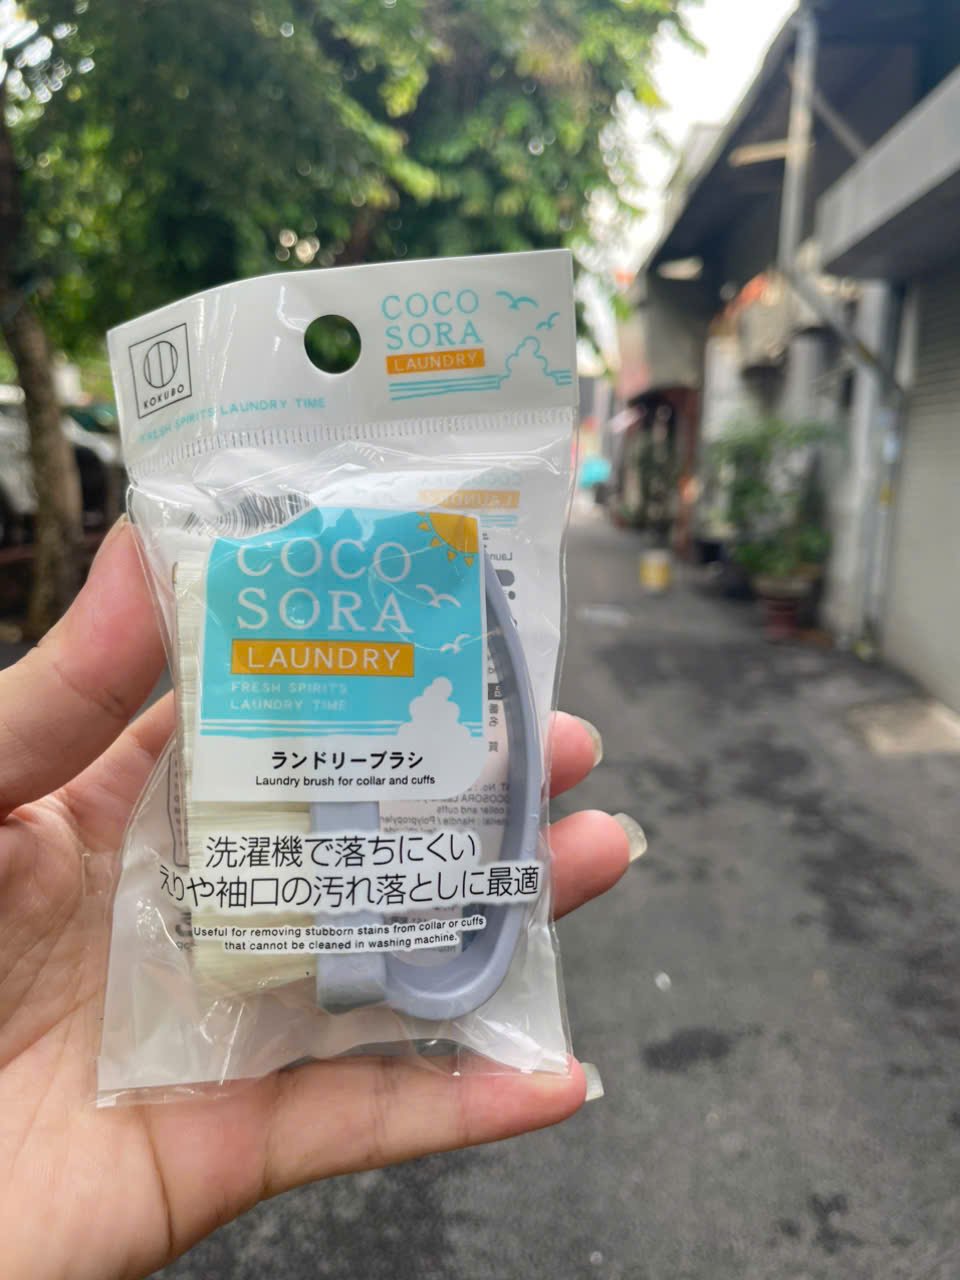 KOKUBO
FRESH SPIRITS LAUNDRY TIME
COCO
SORA
LAUNDRY
COCO
SORA
LAUNDRY
FRESH SPIRITS
LAUNDRY TIME
ランドリーブラシ
Laundry brush for collar and cuffs
洗濯機で落ちにくい
えりや袖口の汚れ落としに最適
Useful for removing stubborn stains from collar or cuffs
that cannot be cleaned in washing machine.